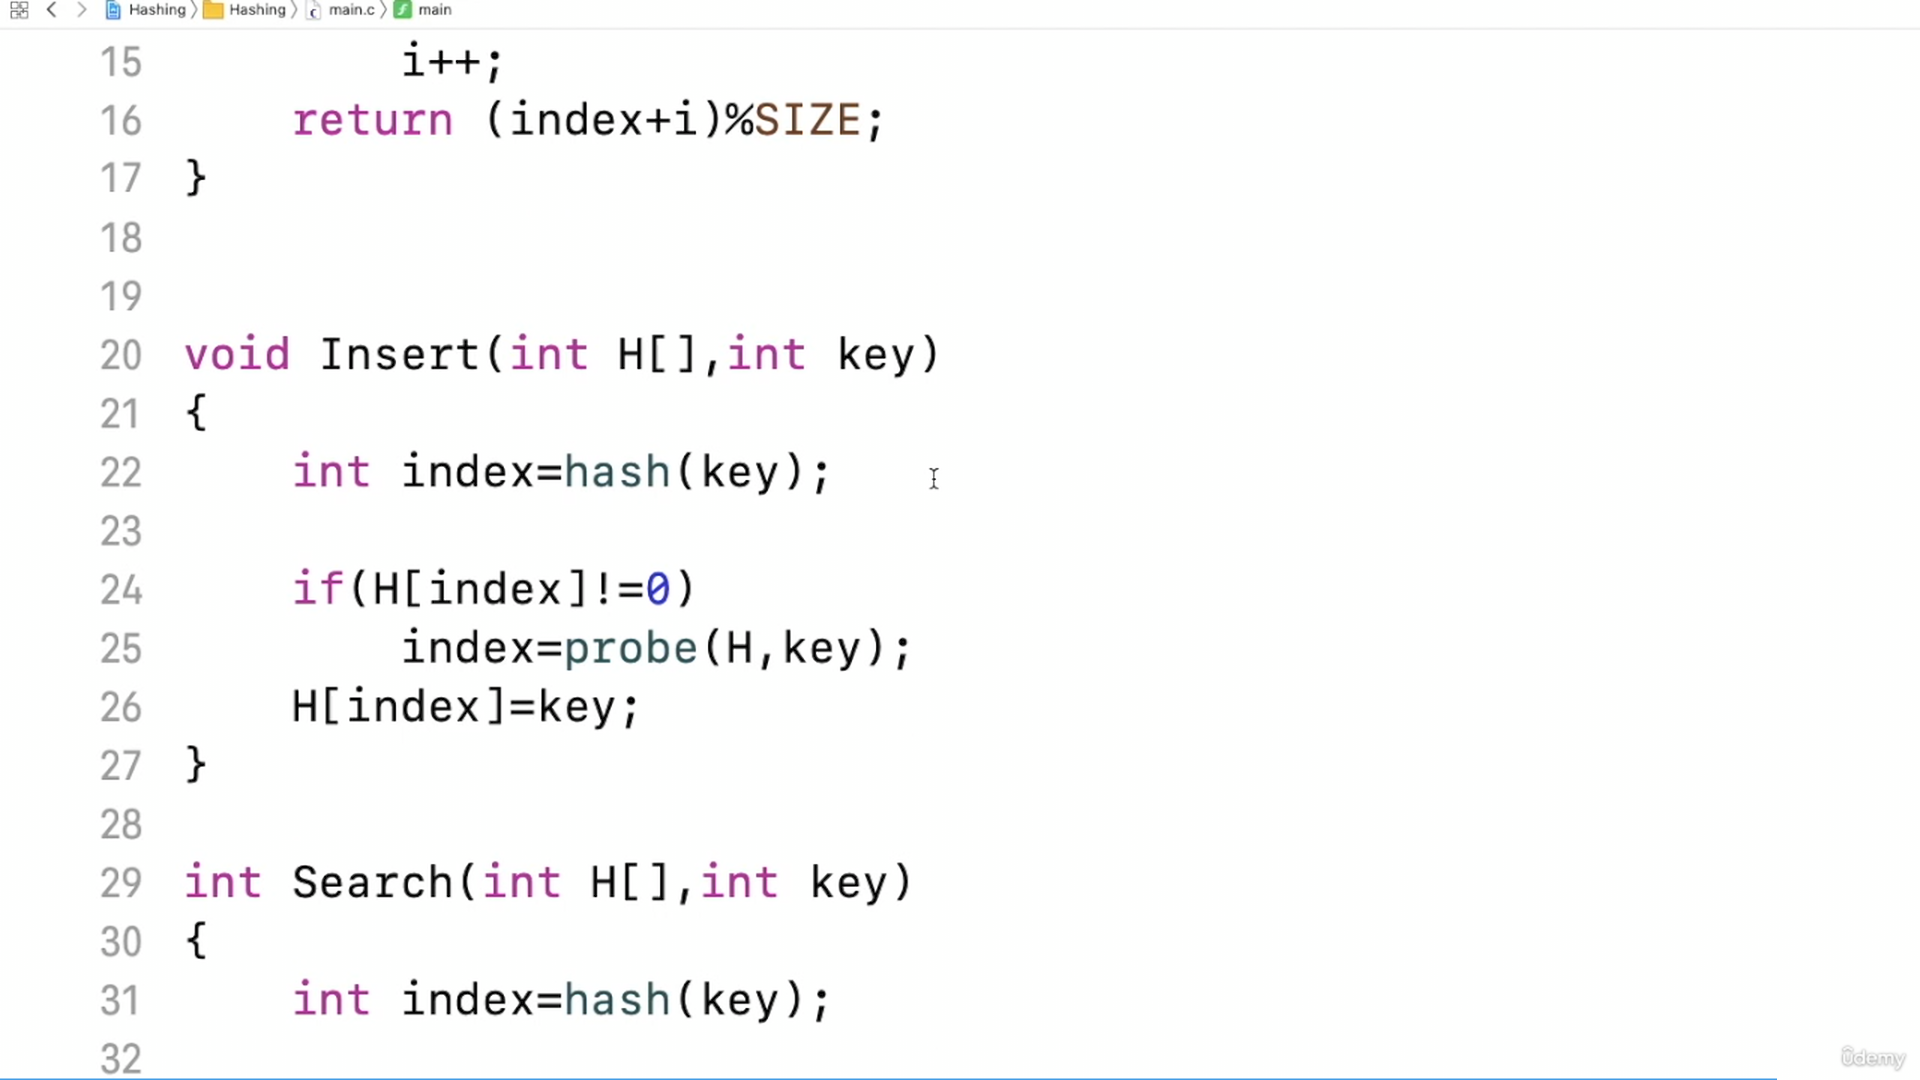 Hashing 〉 Hashing 〉 main.c 〉 main
15 i++;
16 return (index+i)%SIZE;
17 }
18
19
20 void Insert(int H[],int key)
21 {
22 int index=hash(key);
23
24 if(H[index]!=0)
25 index=probe(H,key);
26 H[index]=key;
27 }
28
29 int Search(int H[],int key)
30 {
31 int index=hash(key);
32
ûdemy